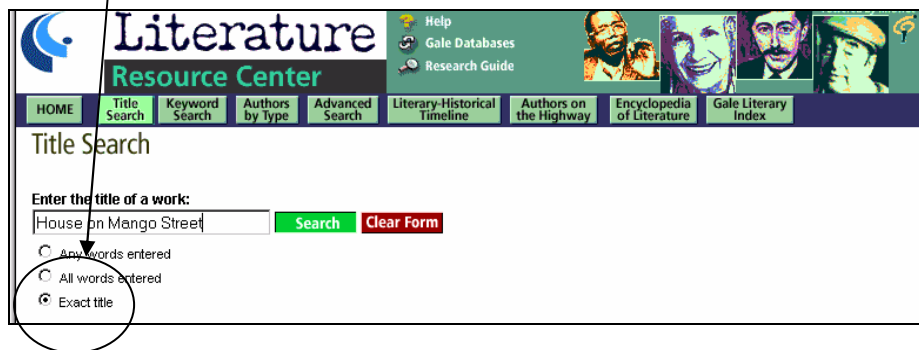 Literature
Resource Center
Help
Gale Databases
Research Guide
HOME
Title Search
Keyword Search
Authors by Type
Advanced Search
Literary-Historical Timeline
Authors on the Highway
Encyclopedia of Literature
Gale Literary Index
Title Search
Enter the title of a work:
House on Mango Street
Search
Clear Form
Any words entered
All words entered
Exact title